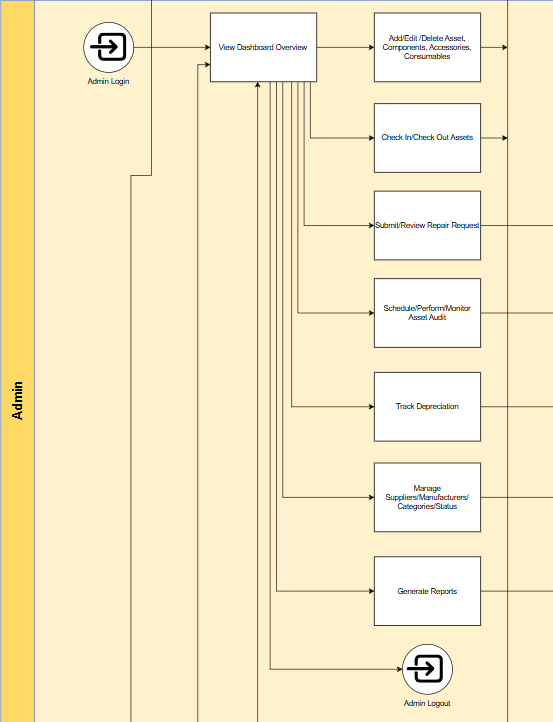 Admin
Admin Login
View Dashboard Overview
Add/Edit /Delete Asset,
Components, Accessories,
Consumables
Check In/Check Out Assets
Submit/Review Repair Request
Schedule/Perform/Monitor
Asset Audit
Track Depreciation
Manage
Suppliers/Manufacturers/
Categories/Status
Generate Reports
Admin Logout